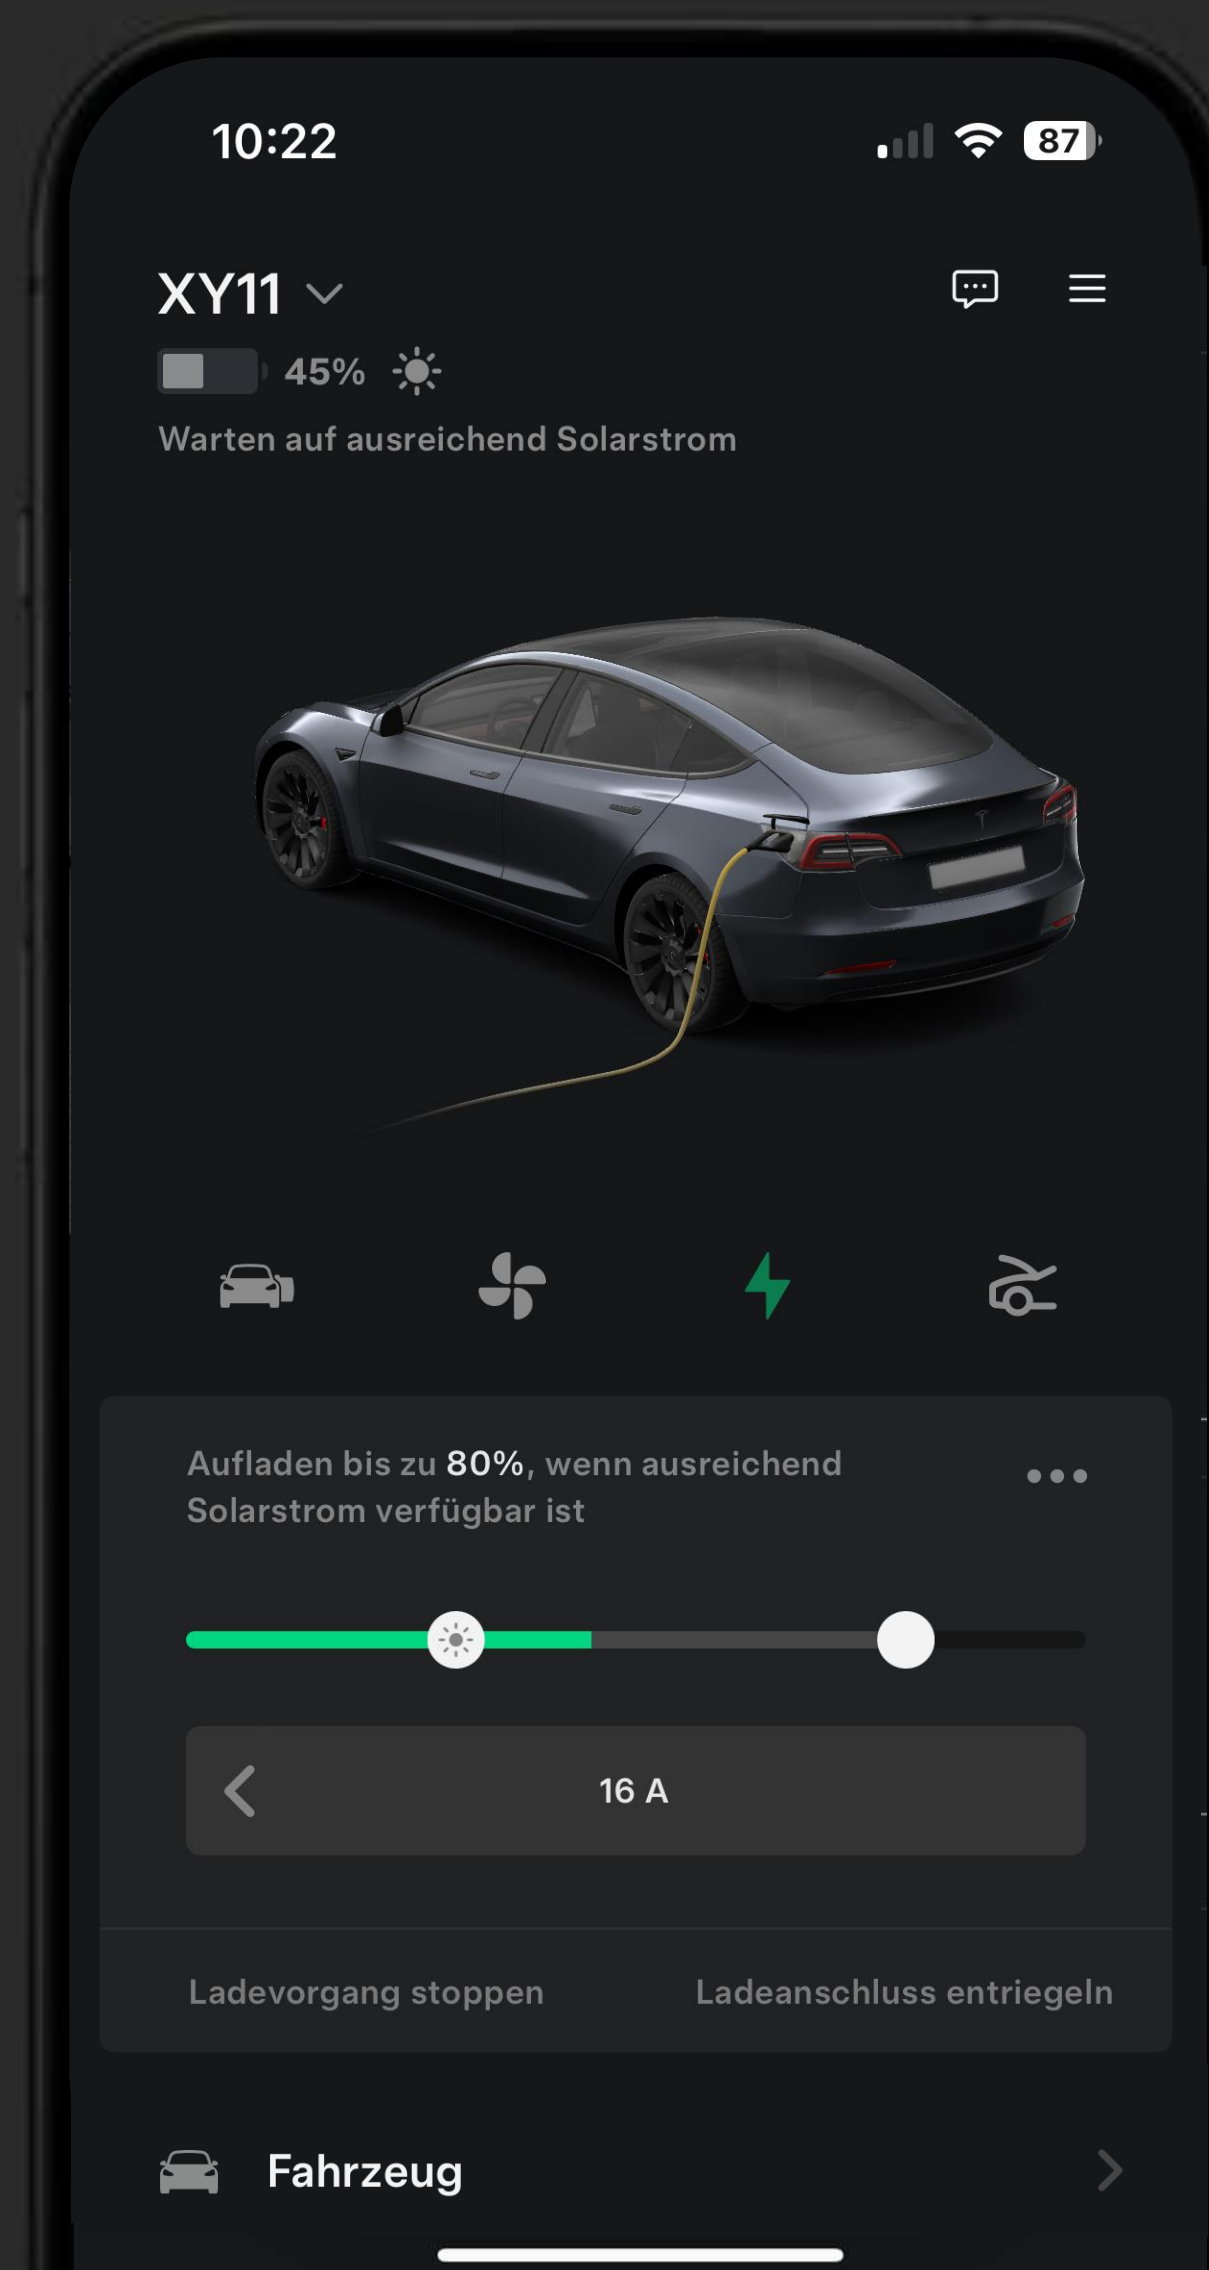 10:22
87
XY11
45%
Warten auf ausreichend Solarstrom
Aufladen bis zu 80%, wenn ausreichend
Solarstrom verfügbar ist
16 A
Ladevorgang stoppen
Ladeanschluss entriegeln
Fahrzeug